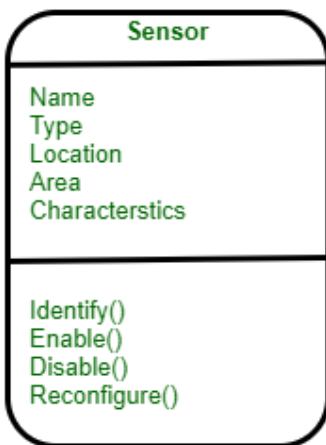 Sensor
Name
Type
Location
Area
Characterstics
Identify()
Enable()
Disable()
Reconfigure()